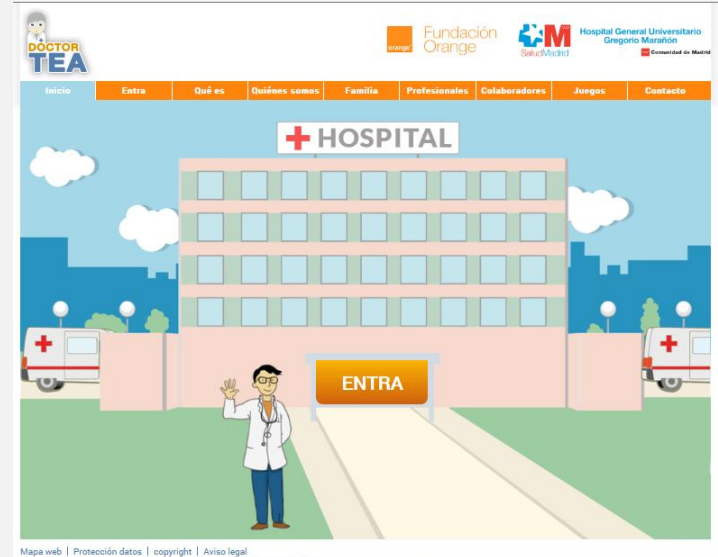 DOCTOR
TEA
orange™
Fundación
Orange
SaludMadrid
Hospital General Universitario
Gregorio Marañón
Comunidad de Madrid
Inicio
Entra
Qué es
Quiénes somos
Familia
Profesionales
Colaboradores
Juegos
Contacto
HOSPITAL
ENTRA
Mapa web | Protección datos | copyright | Aviso legal